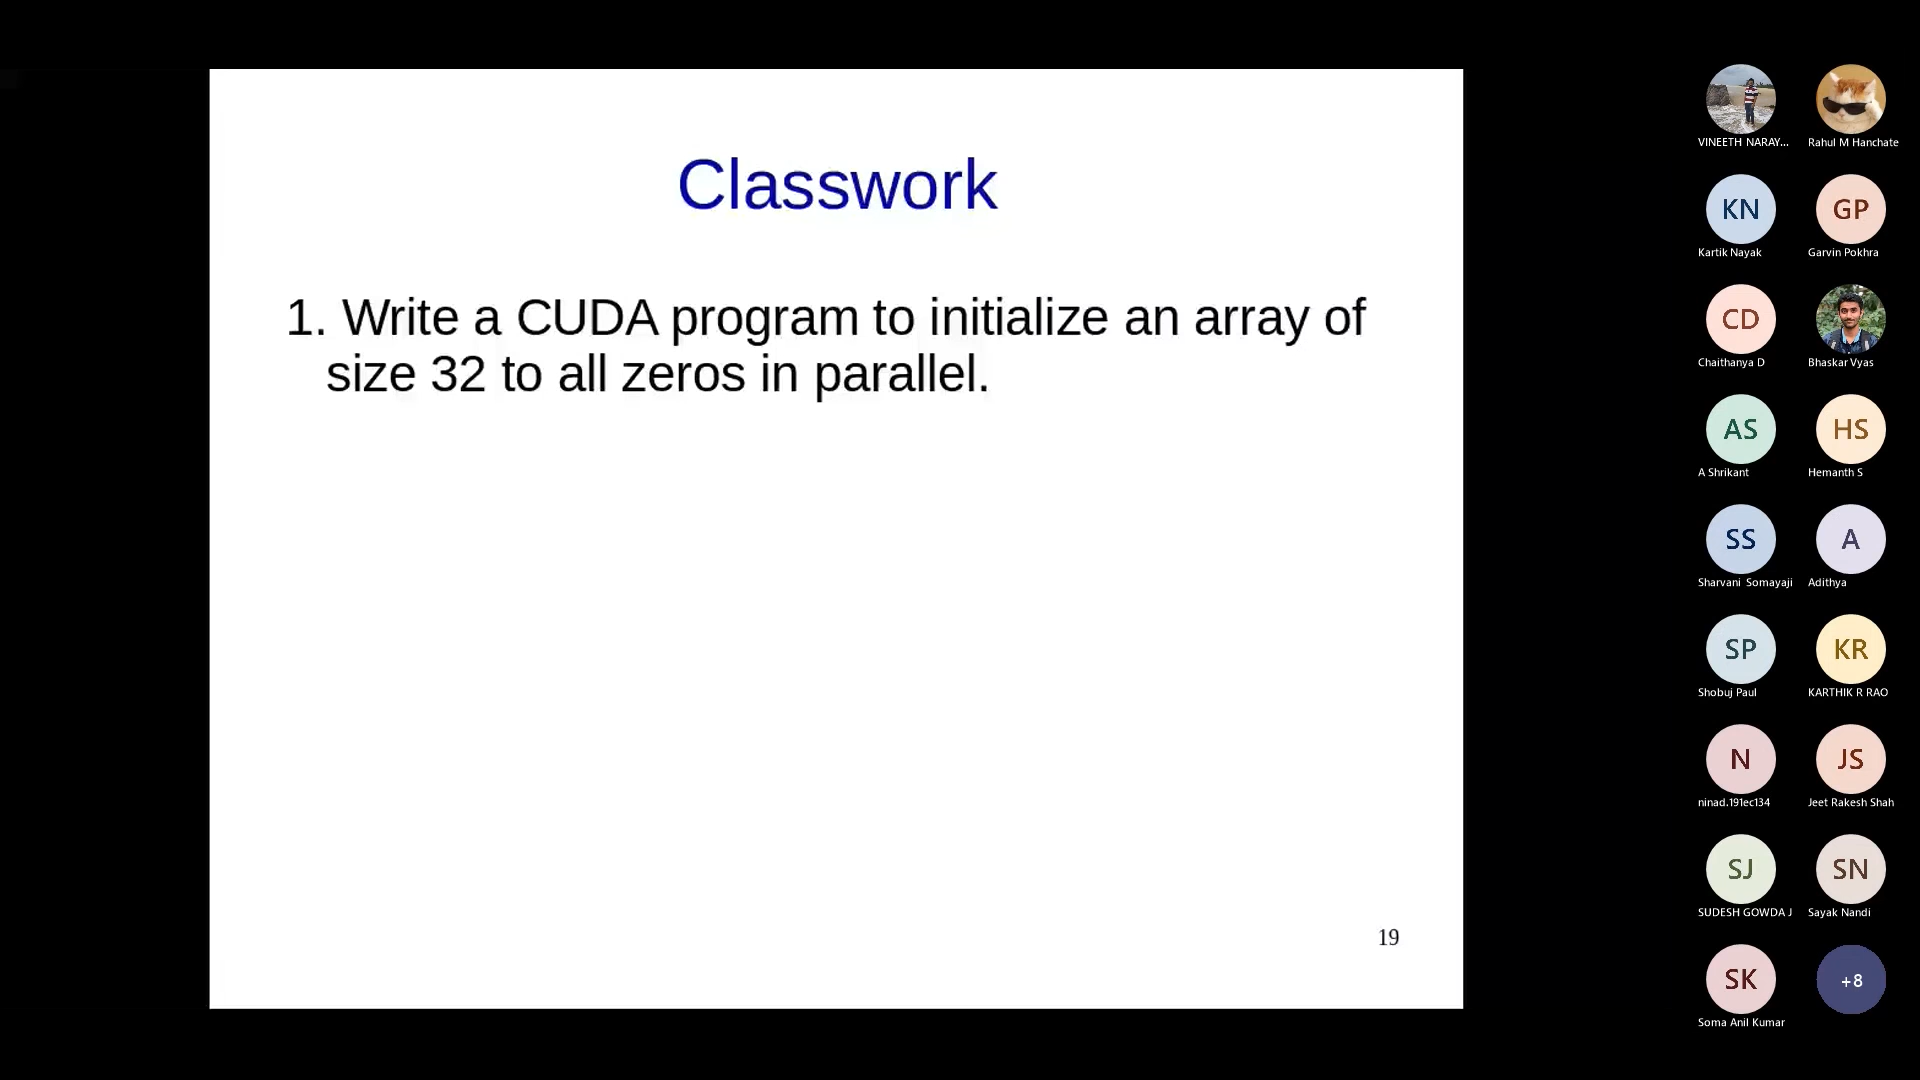 Classwork
1. Write a CUDA program to initialize an array of
size 32 to all zeros in parallel.
19
VINEETH NARAY...
Rahul M Hanchate
KN
GP
Kartik Nayak
Garvin Pokhra
CD
Chaithanya D
Bhaskar Vyas
AS
HS
A Shrikant
Hemanth S
SS
A
Sharvani Somayaji
Adithya
SP
KR
Shobuj Paul
KARTHIK R RAO
N
JS
ninad.191ec134
Jeet Rakesh Shah
SJ
SN
SUDESH GOWDA J
Sayak Nandi
SK
+8
Soma Anil Kumar